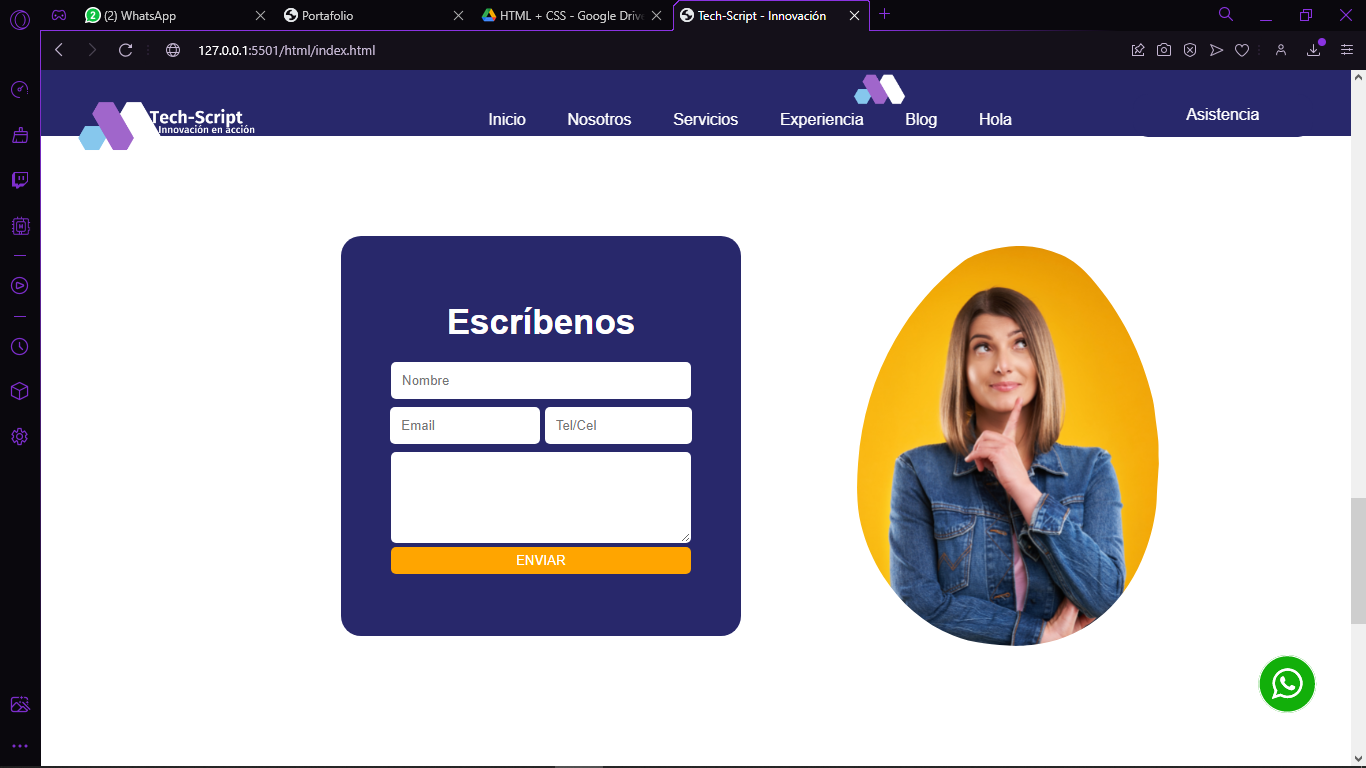 (2) WhatsApp
Portafolio
HTML + CSS - Google Drive
Tech-Script - Innovación
127.0.0.1:5501/html/index.html
Tech-Script
Innovación en acción
Inicio
Nosotros
Servicios
Experiencia
Blog
Hola
Asistencia
Escríbenos
Nombre
Email
Tel/Cel
ENVIAR